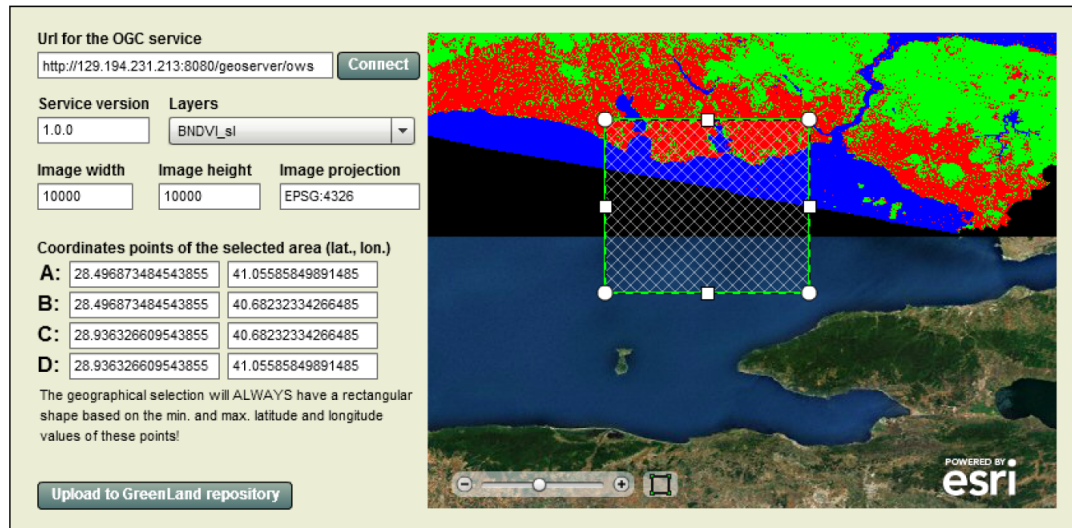 Url for the OGC service
http://129.194.231.213:8080/geoserver/ows
Connect
Service version
Layers
1.0.0
BNDVI_sl
Image width
Image height
Image projection
10000
10000
EPSG:4326
Coordinates points of the selected area (lat., lon.)
A: 28.496873484543855 41.05585849891485
B: 28.496873484543855 40.68232334266485
C: 28.936326609543855 40.68232334266485
D: 28.936326609543855 41.05585849891485
The geographical selection will ALWAYS have a rectangular
shape based on the min. and max. latitude and longitude
values of these points!
Upload to GreenLand repository
POWERED BY
esri